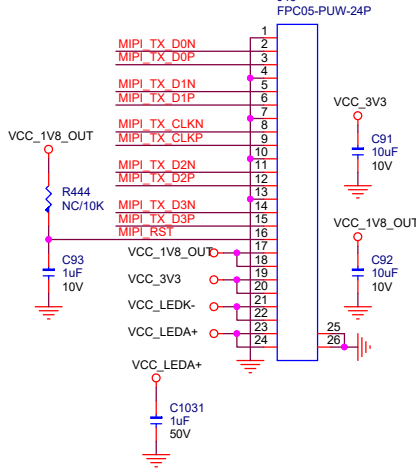 FPC05-PUW-24P
1
MIPI_TX_D0N 2
MIPI_TX_D0P 3
4
MIPI_TX_D1N 5
MIPI_TX_D1P 6
7
MIPI_TX_CLKN 8
MIPI_TX_CLKP 9
10
MIPI_TX_D2N 11
MIPI_TX_D2P 12
13
MIPI_TX_D3N 14
MIPI_TX_D3P 15
MIPI_RST 16
VCC_1V8_OUT 17
18
VCC_3V3 19
20
VCC_LEDK- 21
22
VCC_LEDA+ 23
24
25
26
VCC_1V8_OUT
R444
NC/10K
C93
1uF
10V
VCC_3V3
C91
10uF
10V
VCC_1V8_OUT
C92
10uF
10V
VCC_LEDA+
C1031
1uF
50V